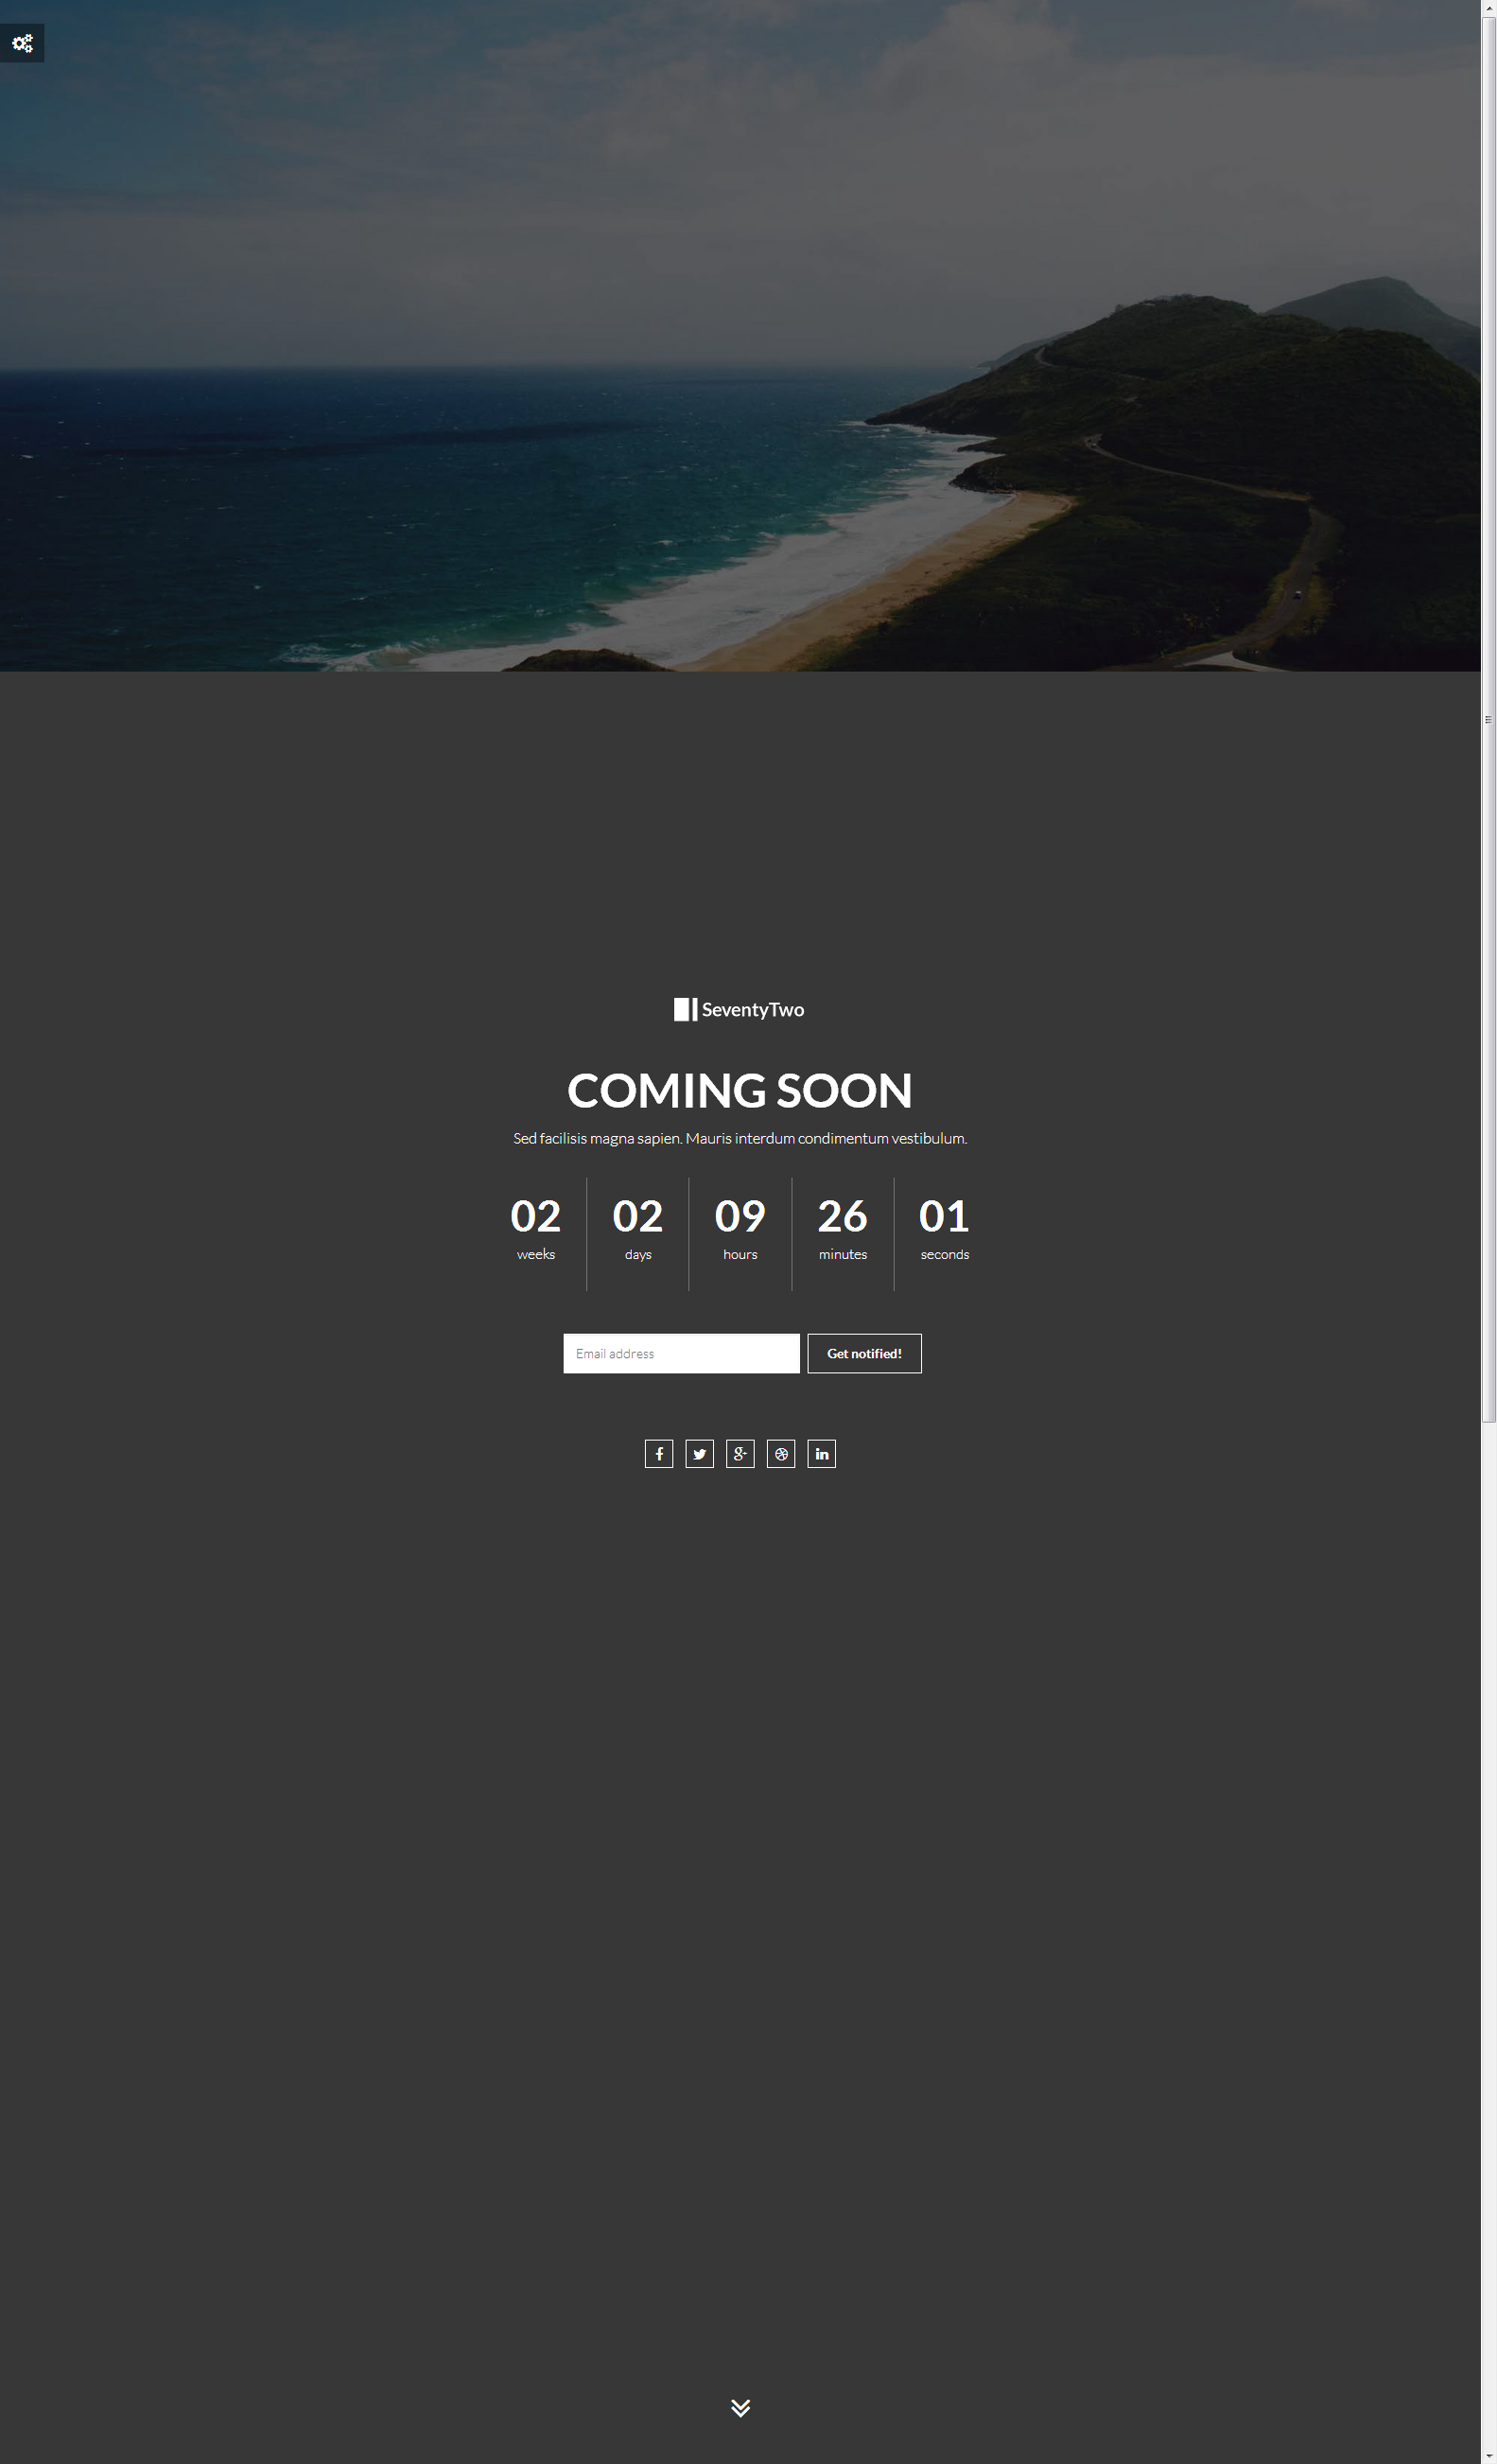 SeventyTwo
COMING SOON
Sed facilisis magna sapien. Mauris interdum condimentum vestibulum.
02 02 09 26 01
weeks days hours minutes seconds
Email address Get notified!